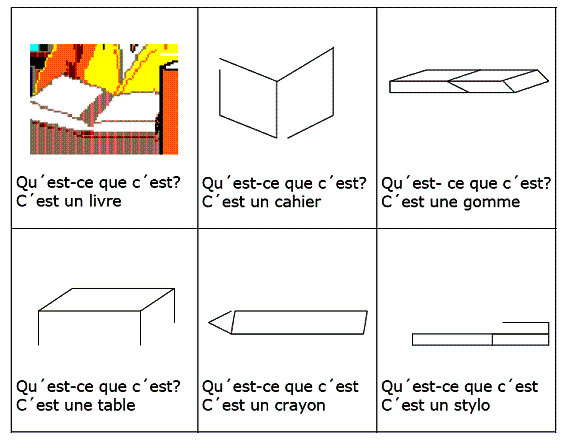 Qu´est-ce que c´est?
C´est un livre
Qu´est-ce que c´est?
C´est un cahier
Qu´est- ce que c´est?
C´est une gomme
Qu´est-ce que c´est?
C´est une table
Qu´est-ce que c´est
C´est un crayon
Qu´est-ce que c´est
C´est un stylo